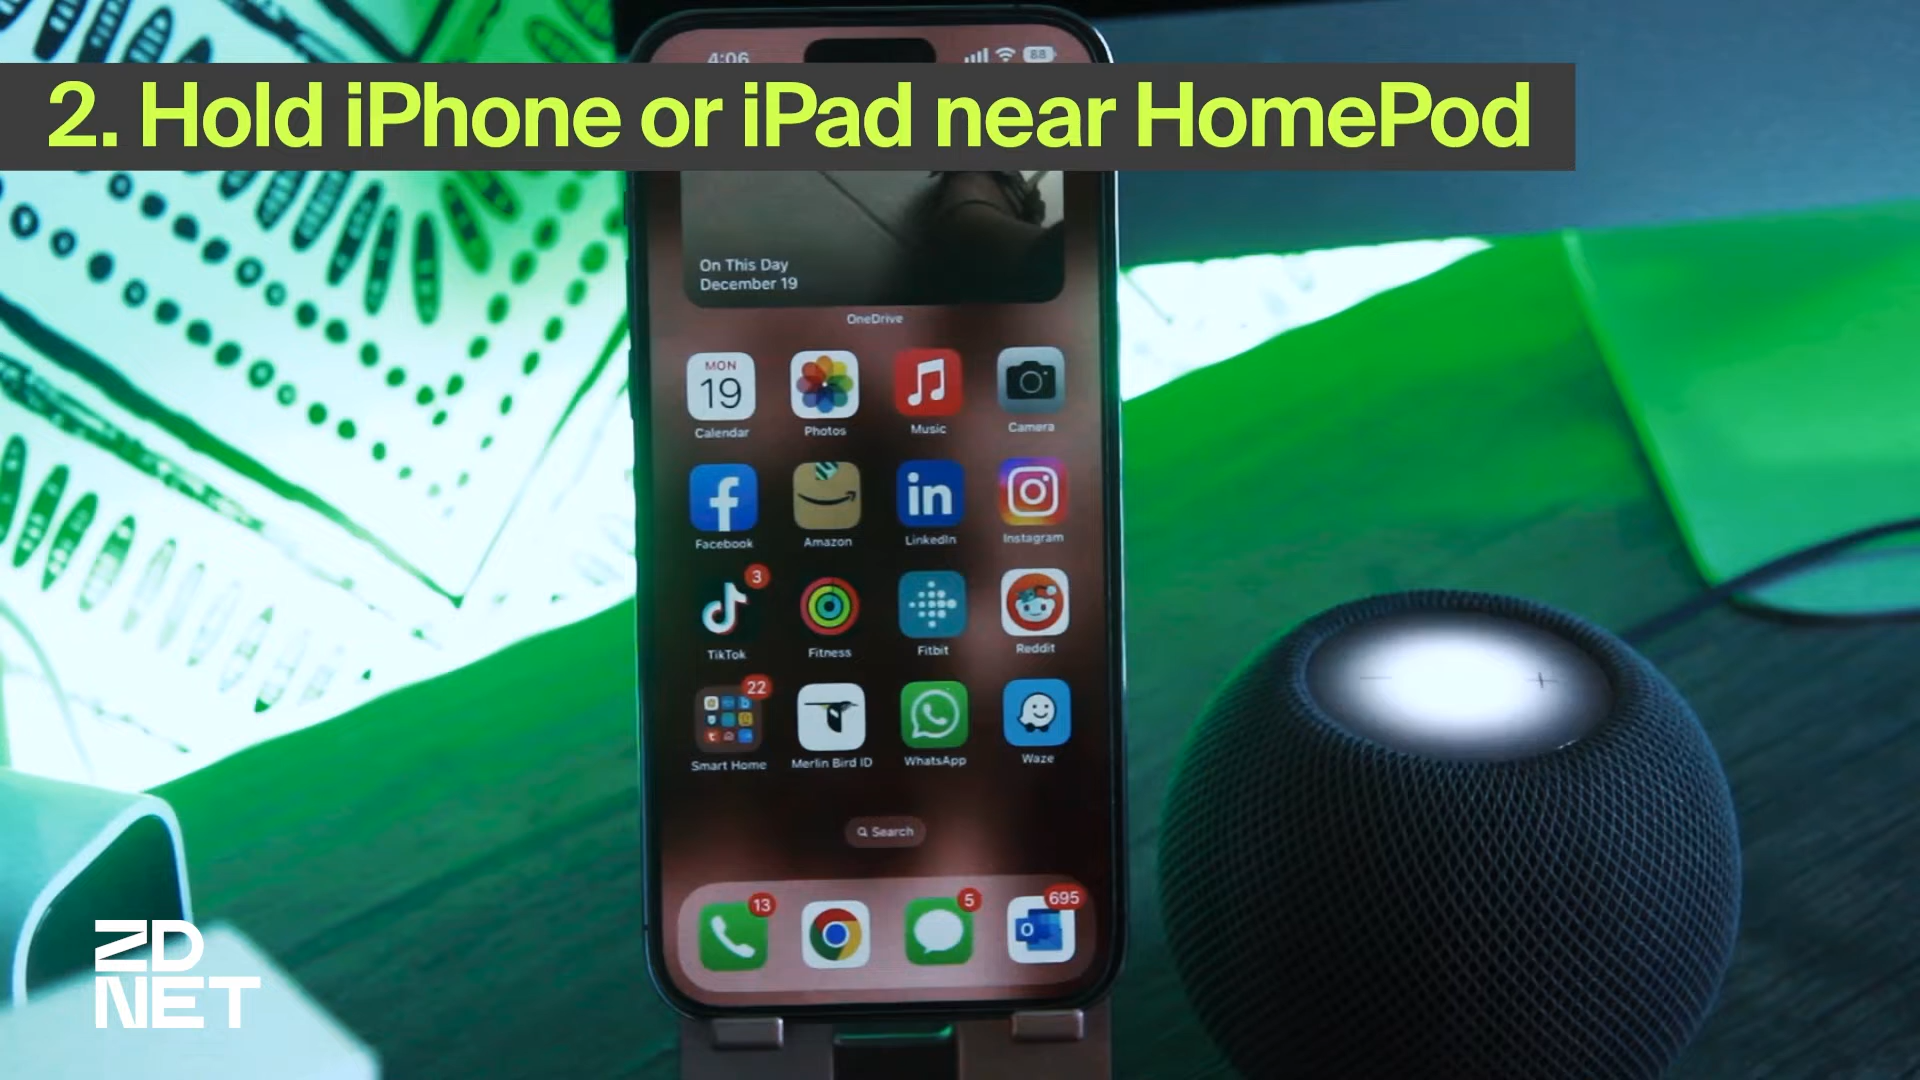 4:06
88
2. Hold iPhone or iPad near HomePod
On This Day
December 19
OneDrive
MON
19
Calendar
Photos
Music
Camera
Facebook
Amazon
in
LinkedIn
Instagram
3
TikTok
Fitness
Fitbit
Reddit
22
Smart Home
Merlin Bird ID
WhatsApp
Waze
Search
13
5
695
O
ZD
NET